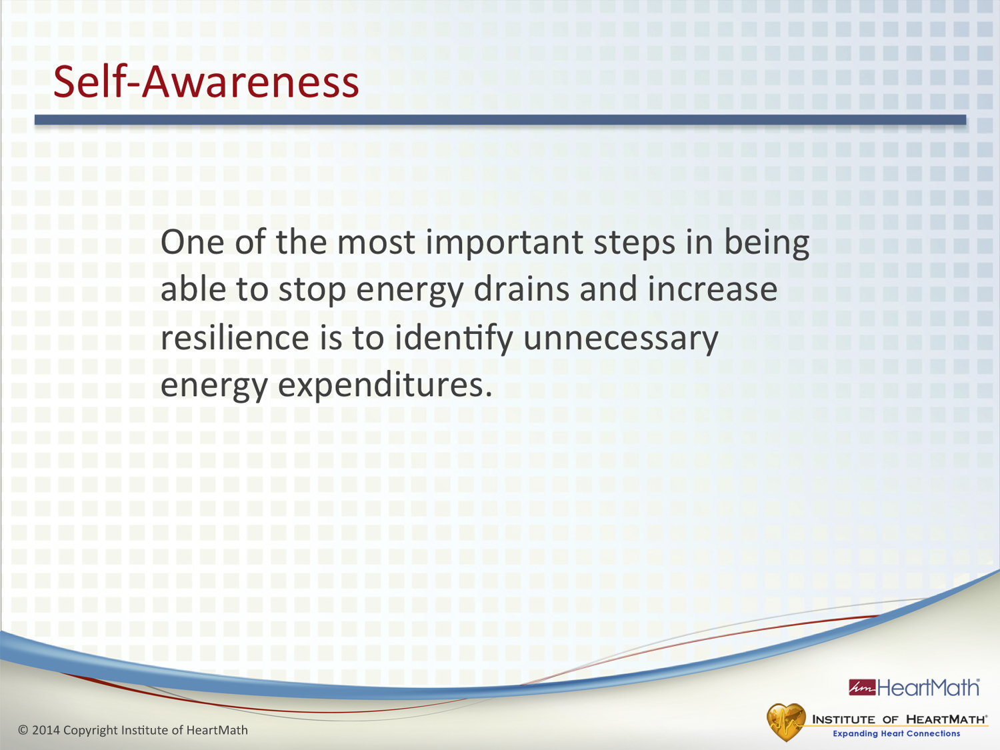 Self-Awareness
One of the most important steps in being
able to stop energy drains and increase
resilience is to identify unnecessary
energy expenditures.
hm HeartMath®
INSTITUTE OF HEARTMATH®
Expanding Heart Connections
© 2014 Copyright Institute of HeartMath